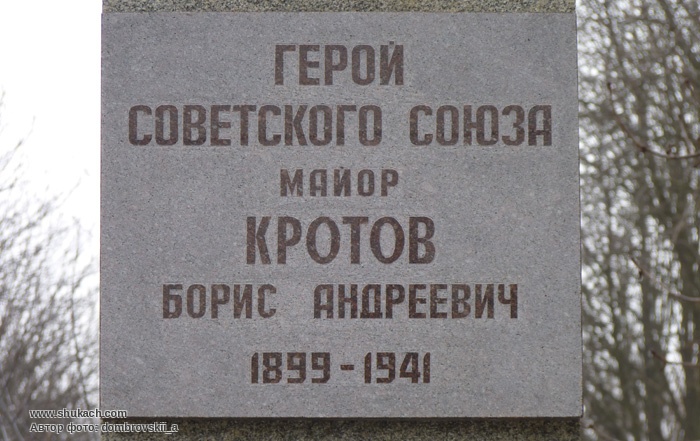 ГЕРОЙ
СОВЕТСКОГО СОЮЗА
МАЙОР
КРОТОВ
БОРИС АНДРЕЕВИЧ
1899-1941
www.shukach.com
Автор фото: dombrovskii_a